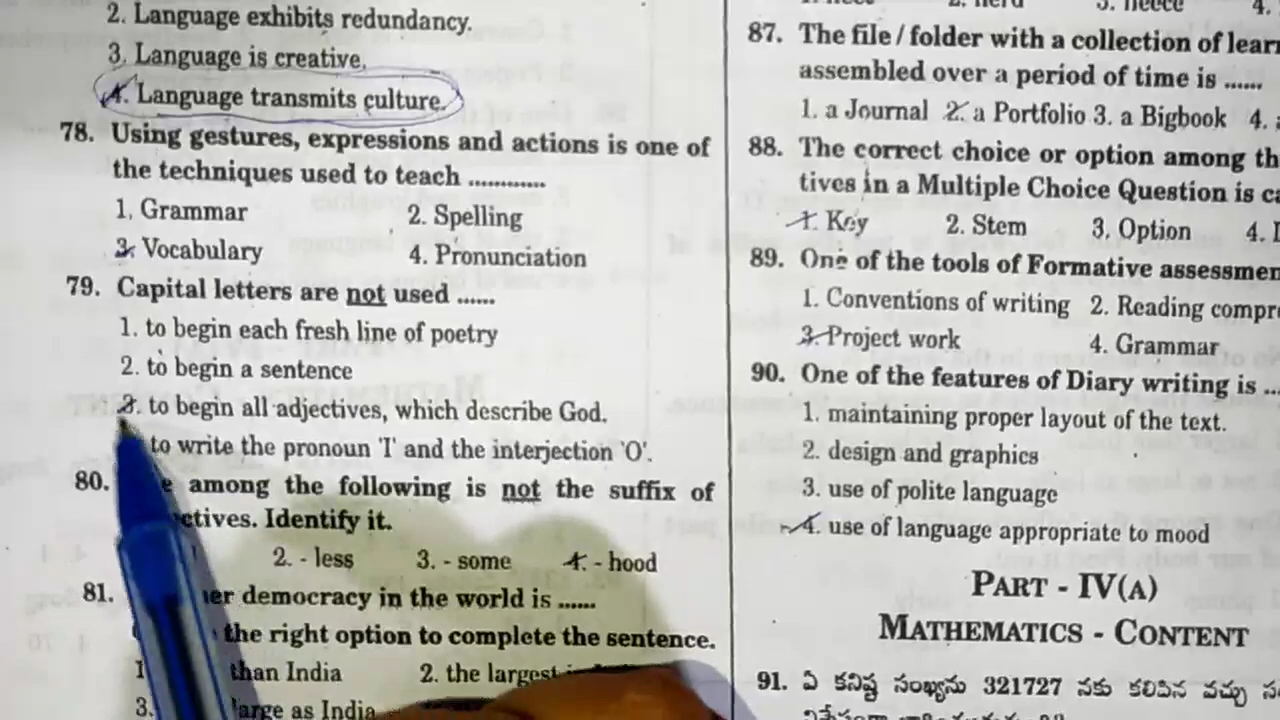 2. Language exhibits redundancy.
3. Language is creative.
4. Language transmits culture.
78. Using gestures, expressions and actions is one of
the techniques used to teach ............
1. Grammar 2. Spelling
3. Vocabulary 4. Pronunciation
79. Capital letters are not used ......
1. to begin each fresh line of poetry
2. to begin a sentence
3. to begin all adjectives, which describe God.
to write the pronoun 'I' and the interjection 'O'.
80. among the following is not the suffix of
Identify it.
2. - less 3. - some 4. - hood
81. democracy in the world is ......
the right option to complete the sentence.
than India 2. the largest
3. large as India
3. fleece 4.
87. The file / folder with a collection of
assembled over a period of time is ......
1. a Journal 2. a Portfolio 3. a Bigbook 4.
88. The correct choice or option among
in a Multiple Choice Question is
1. Key 2. Stem 3. Option 4.
89. One of the tools of Formative
1. Conventions of writing 2. Reading
3. Project work 4. Grammar
90. One of the features of Diary writing is ...
1. maintaining proper layout of the text.
2. design and graphics
3. use of polite language
4. use of language appropriate to mood
PART - IV(A)
MATHEMATICS - CONTENT
91. ఏ కనిష్ఠ సంఖ్యను 321727 నకు కలిపిన వచ్చు